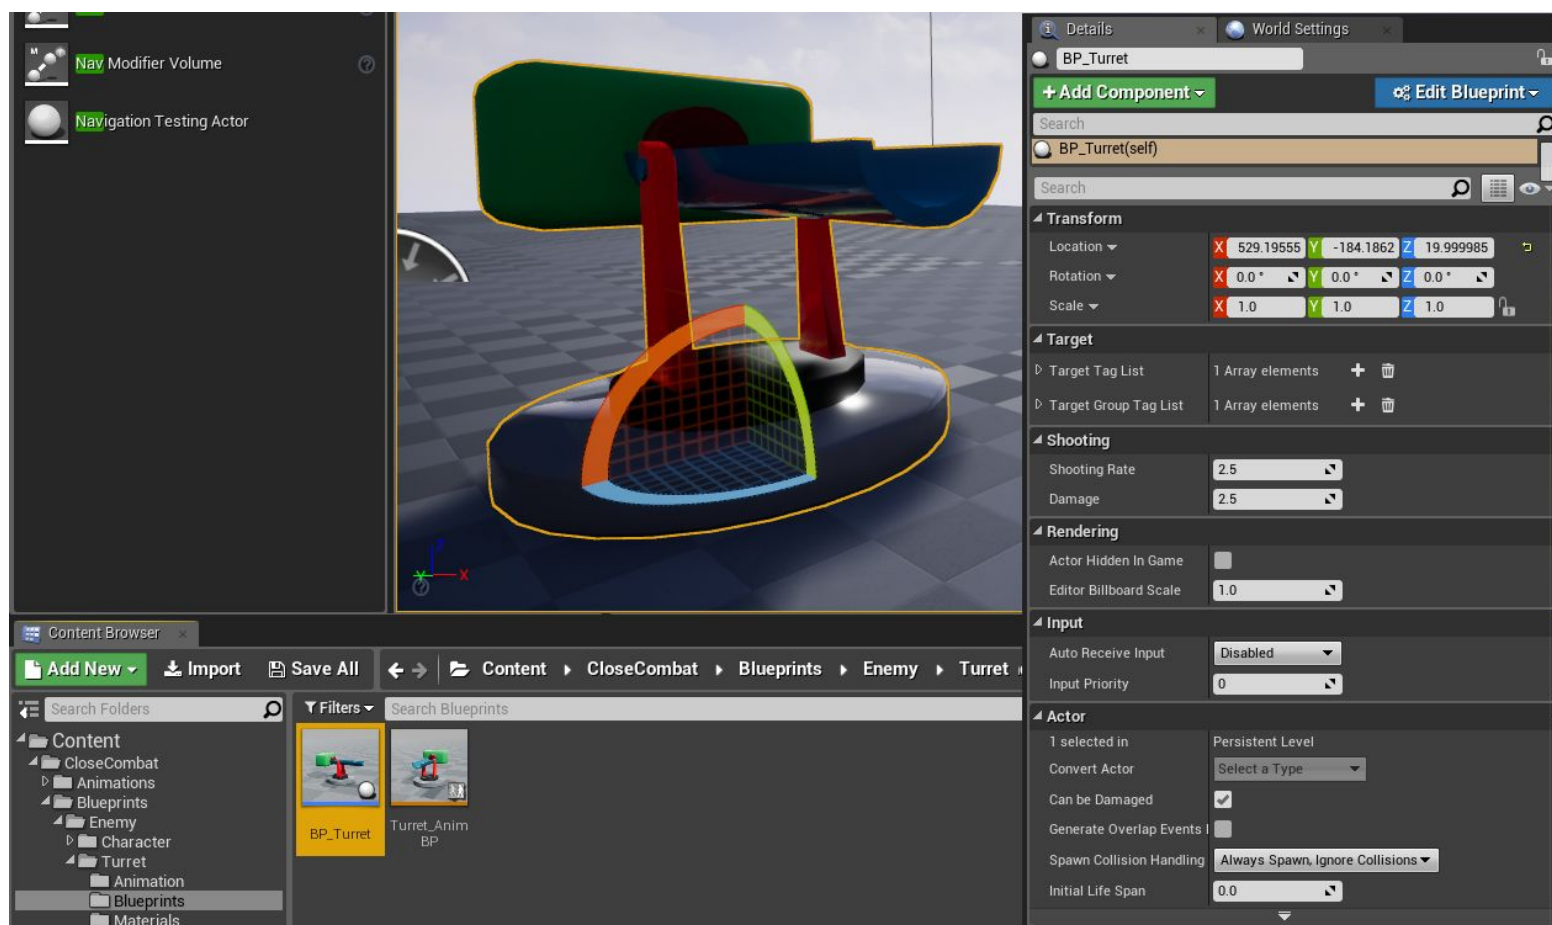 Nav Modifier Volume
Navigation Testing Actor
M
Z
X
Y
Details
World Settings
BP_Turret
+ Add Component
Edit Blueprint
Search
BP_Turret(self)
Search
Transform
Location X 529.19555 Y -184.1862 Z 19.999985
Rotation X 0.0 ° Y 0.0 ° Z 0.0 °
Scale X 1.0 Y 1.0 Z 1.0
Target
Target Tag List 1 Array elements
Target Group Tag List 1 Array elements
Shooting
Shooting Rate 2.5
Damage 2.5
Rendering
Actor Hidden In Game
Editor Billboard Scale 1.0
Input
Auto Receive Input Disabled
Input Priority 0
Actor
1 selected in Persistent Level
Convert Actor Select a Type
Can be Damaged
Generate Overlap Events
Spawn Collision Handling Always Spawn, Ignore Collisions
Initial Life Span 0.0
Content Browser
Add New Import Save All Content CloseCombat Blueprints Enemy Turret
Search Folders
Filters Search Blueprints
Content
CloseCombat
Animations
Blueprints
Enemy
Character
Turret
Animation
Blueprints
Materials
BP_Turret
Turret_Anim
BP